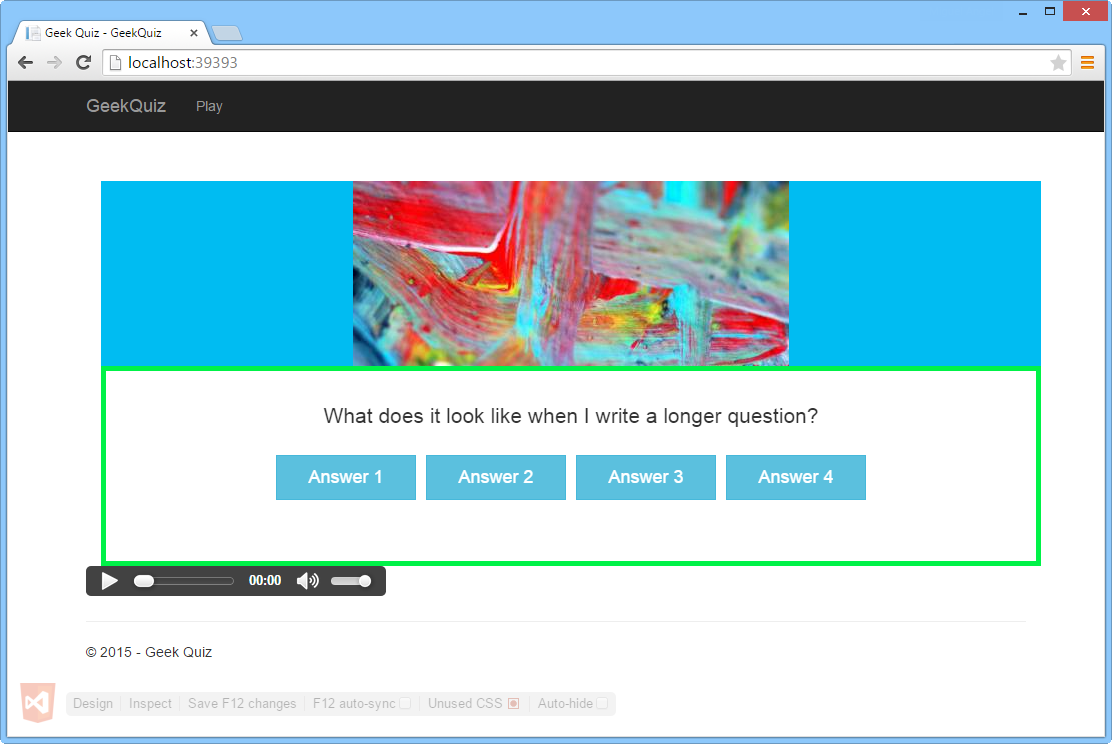 Geek Quiz - GeekQuiz
localhost:39393
GeekQuiz Play
What does it look like when I write a longer question?
Answer 1 Answer 2 Answer 3 Answer 4
00:00
© 2015 - Geek Quiz
Design Inspect Save F12 changes F12 auto-sync Unused CSS Auto-hide